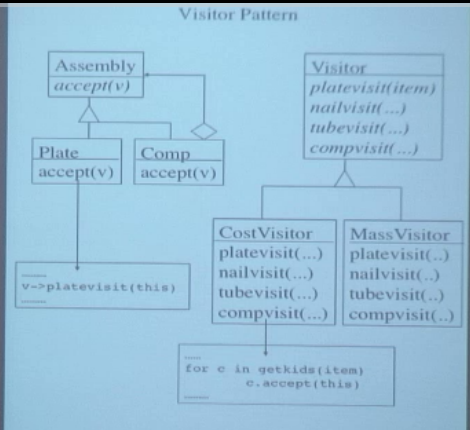 Visitor Pattern
Assembly
accept(v)
Plate
accept(v)
Comp
accept(v)
v->platevisit(this)
Visitor
platevisit(item)
nailvisit(...)
tubevisit(...)
compvisit(...)
CostVisitor
platevisit(...)
nailvisit(...)
tubevisit(...)
compvisit(...)
MassVisitor
platevisit(..)
nailvisit(..)
tubevisit(..)
compvisit(..)
for c in getkids(item)
c.accept(this)